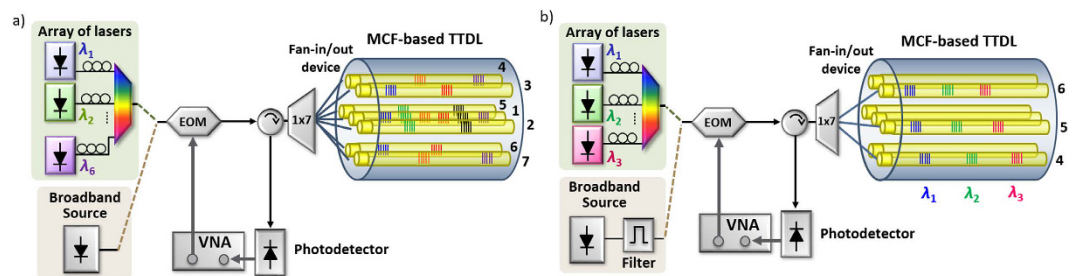 a)
Array of lasers
λ1
λ2
λ6
Broadband
Source
EOM
VNA
Photodetector
1x7
Fan-in/out
device
MCF-based TTDL
4
3
5
1
2
6
7
b)
Array of lasers
λ1
λ2
λ3
Broadband
Source
Filter
EOM
VNA
Photodetector
1x7
Fan-in/out
device
MCF-based TTDL
6
5
4
λ1 λ2 λ3